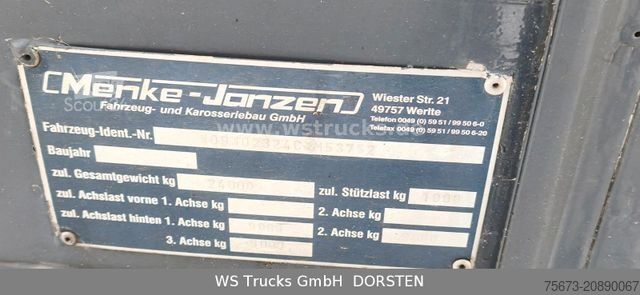 Menke-Janzen
Fahrzeug- und Karosseriebau GmbH
Wiester Str. 21
49757 Werlte
Telefon 0049 (0) 59 51 / 99 50 6-0
Telefax 0049 (0) 59 51 / 99 50 6-20
www.wstrucks.de
Fahrzeug-Ident.-Nr.
Baujahr
zul. Gesamtgewicht kg 24000
zul. Stützlast kg 1000
zul. Achslast vorne 1. Achse kg
2. Achse kg
zul. Achslast hinten 1. Achse kg 9000
2. Achse kg
3. Achse kg
WS Trucks GmbH DORSTEN
75673-20890067